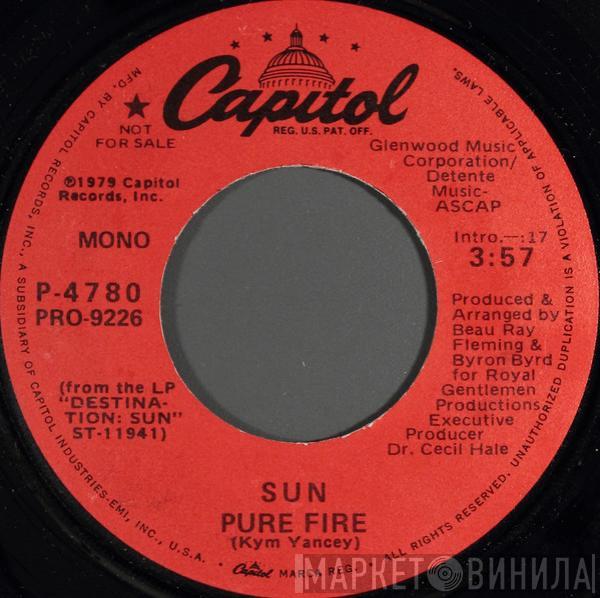 Capitol
REG. U.S. PAT. OFF.
NOT
FOR SALE
℗1979 Capitol
Records, Inc.
MONO
P-4780
PRO-9226
(from the LP
"DESTINA-
TION: SUN"
ST-11941)
Glenwood Music
Corporation/
Detente
Music-
ASCAP
Intro.—:17
3:57
Produced &
Arranged by
Beau Ray
Fleming &
Byron Byrd
for Royal
Gentlemen
Productions
Executive
Producer
Dr. Cecil Hale
SUN
PURE FIRE
(Kym Yancey)
MFD. BY CAPITOL RECORDS, INC., A SUBSIDIARY OF CAPITOL INDUSTRIES-EMI, INC., U.S.A. • Capitol MARCA REG. • ALL RIGHTS RESERVED. UNAUTHORIZED DUPLICATION IS A VIOLATION OF APPLICABLE LAWS.
МАРКЕТ ВИНИЛА